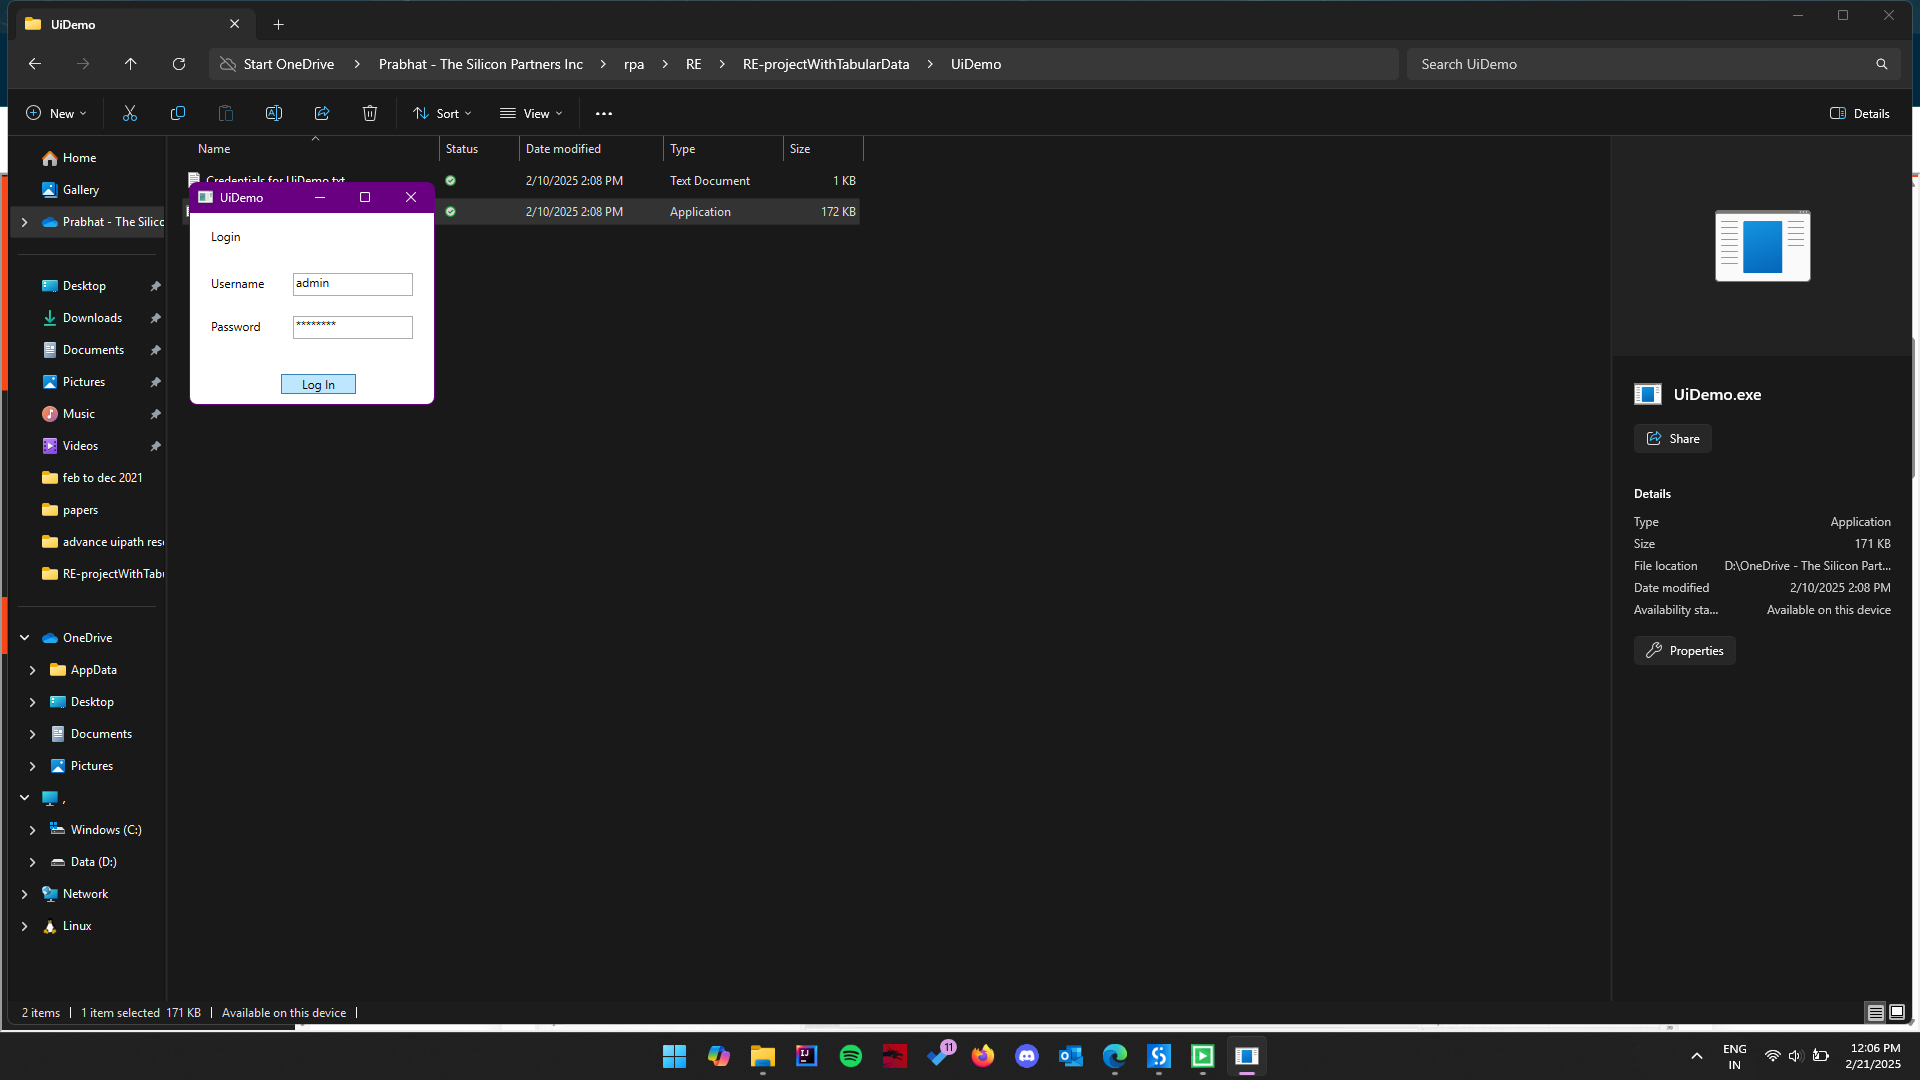 UiDemo
Start OneDrive > Prabhat - The Silicon Partners Inc > rpa > RE > RE-projectWithTabularData > UiDemo
Search UiDemo
New
Sort
View
Details
Name Status Date modified Type Size
Credentials for UiDemo.txt 2/10/2025 2:08 PM Text Document 1 KB
2/10/2025 2:08 PM Application 172 KB
UiDemo
Login
Username admin
Password ********
Log In
Home
Gallery
Prabhat - The Silic
Desktop
Downloads
Documents
Pictures
Music
Videos
feb to dec 2021
papers
advance uipath res
RE-projectWithTabu
OneDrive
AppData
Desktop
Documents
Pictures
,
Windows (C:)
Data (D:)
Network
Linux
UiDemo.exe
Share
Details
Type Application
Size 171 KB
File location D:\OneDrive - The Silicon Part...
Date modified 2/10/2025 2:08 PM
Availability sta... Available on this device
Properties
2 items | 1 item selected 171 KB | Available on this device |
11
ENG
IN
12:06 PM
2/21/2025